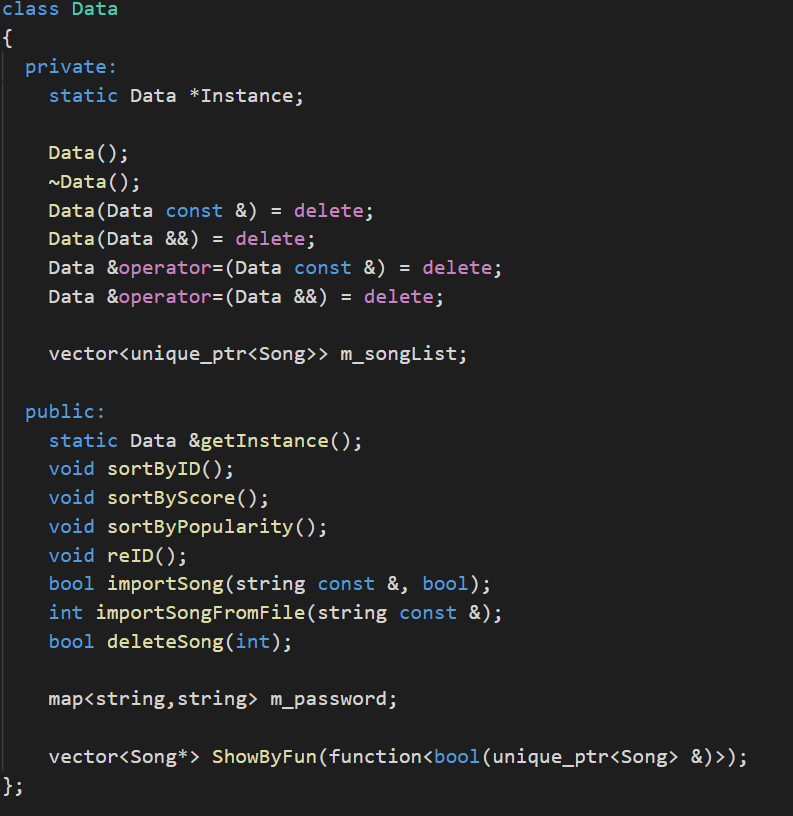 class Data
{
  private:
    static Data *Instance;

    Data();
    ~Data();
    Data(Data const &) = delete;
    Data(Data &&) = delete;
    Data &operator=(Data const &) = delete;
    Data &operator=(Data &&) = delete;

    vector<unique_ptr<Song>> m_songList;

  public:
    static Data &getInstance();
    void sortByID();
    void sortByScore();
    void sortByPopularity();
    void reID();
    bool importSong(string const &, bool);
    int importSongFromFile(string const &);
    bool deleteSong(int);

    map<string,string> m_password;

    vector<Song*> ShowByFun(function<bool(unique_ptr<Song> &)>);
};